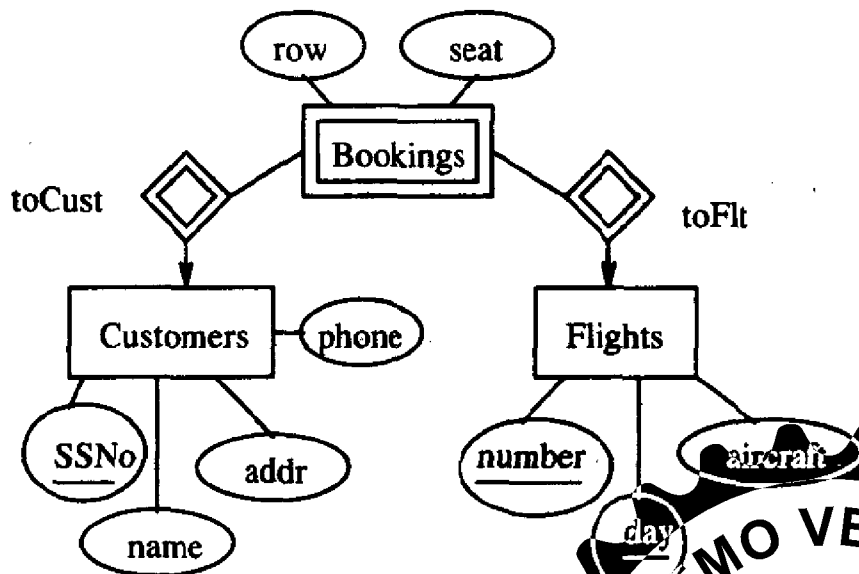 row
seat
Bookings
toCust
toFlt
Customers
phone
Flights
SSNo
addr
number
aircraft
name
day
MO VE